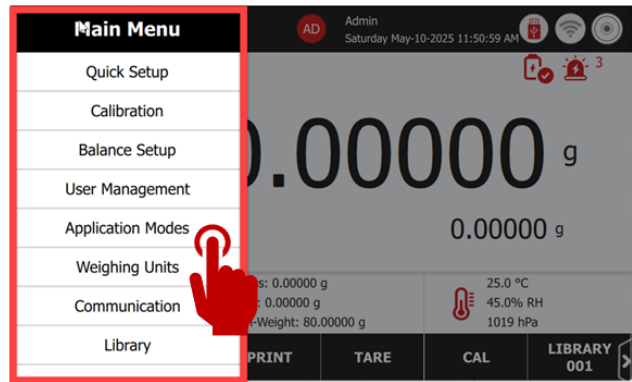 Main Menu
Quick Setup
Calibration
Balance Setup
User Management
Application Modes
Weighing Units
Communication
Library
AD
Admin
Saturday May-10-2025 11:50:59 AM
3
0.00000 g
0.00000 g
s: 0.00000 g
: 0.00000 g
-Weight: 80.00000 g
25.0 °C
45.0% RH
1019 hPa
PRINT
TARE
CAL
LIBRARY
001